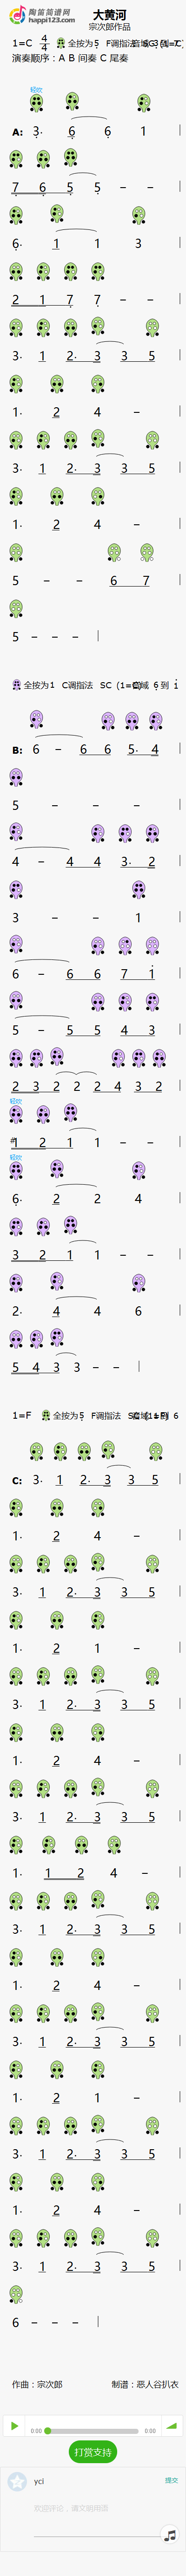 陶笛简谱网
happi123.com
大黄河
宗次郎作品
1=C 4/4 全按为5 F调指法
演奏顺序：A B 间奏 C 尾奏
轻吹
A: 3· 6 6 1
7 6 5 5 － －
6· 1 1 3
2 1 7 7 － －
3· 1 2· 3 3 5
1· 2 4 －
3· 1 2· 3 3 5
1· 2 4 －
5 － － 6 7
5 － － －
全按为1 C调指法 SC (1=C) 音域 6 到 1
B: 6 － 6 6 5· 4
5 － － －
4 － 4 4 3· 2
3 － － 1
6 － 6 6 7 1
5 － 5 5 4 3
2 3 2 2 2 4 3 2
轻吹
#1 2 1 1 － －
轻吹
6· 2 2 4
3 2 1 1 － －
2· 4 4 6
5 4 3 3 － －
1=F 全按为5 F调指法
C: 3· 1 2· 3 3 5
1· 2 4 －
3· 1 2· 3 3 5
1· 2 1 －
3· 1 2· 3 3 5
1· 2 4 －
3· 1 2· 3 3 5
1· 1 2 4 －
3· 1 2· 3 3 5
1· 2 4 －
3· 1 2· 3 3 5
1· 2 1 －
3· 1 2· 3 3 5
1· 2 4 －
3· 1 2· 3 3 5
6 － － －
作曲：宗次郎 制谱：恶人谷扒衣
0:00 0:00
打赏支持
yci 提交
欢迎评论，请文明用语